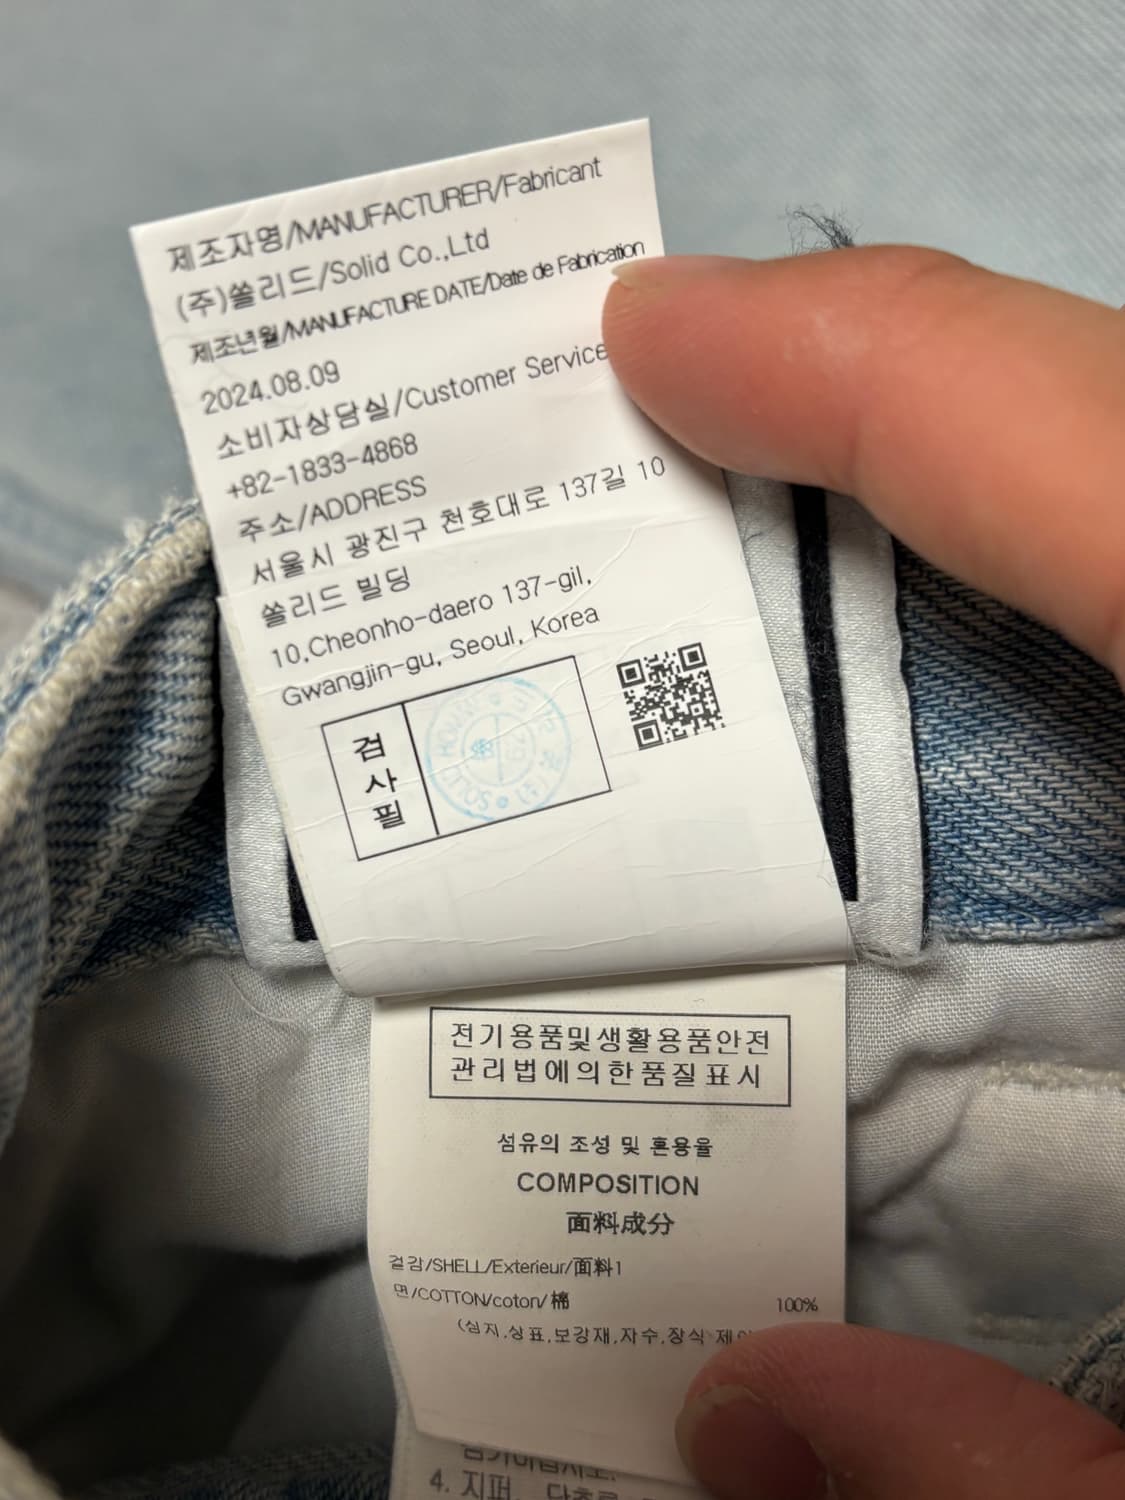 제조자명/MANUFACTURER/Fabricant
(주)쏠리드/Solid Co.,Ltd
제조년월/MANUFACTURE DATE/Date de Fabrication
2024.08.09
소비자상담실/Customer Service
+82-1833-4868
주소/ADDRESS
서울시 광진구 천호대로 137길 10
쏠리드 빌딩
10,Cheonho-daero 137-gil,
Gwangjin-gu, Seoul, Korea
검사필
SOLID HOMME
전기용품및생활용품안전
관리법에의한품질표시
섬유의 조성 및 혼용율
COMPOSITION
面料成分
겉감/SHELL/Exterieur/面料1
면/COTTON/coton/棉 100%
(심지,상표,보강재,자수,장식
4. 지퍼,